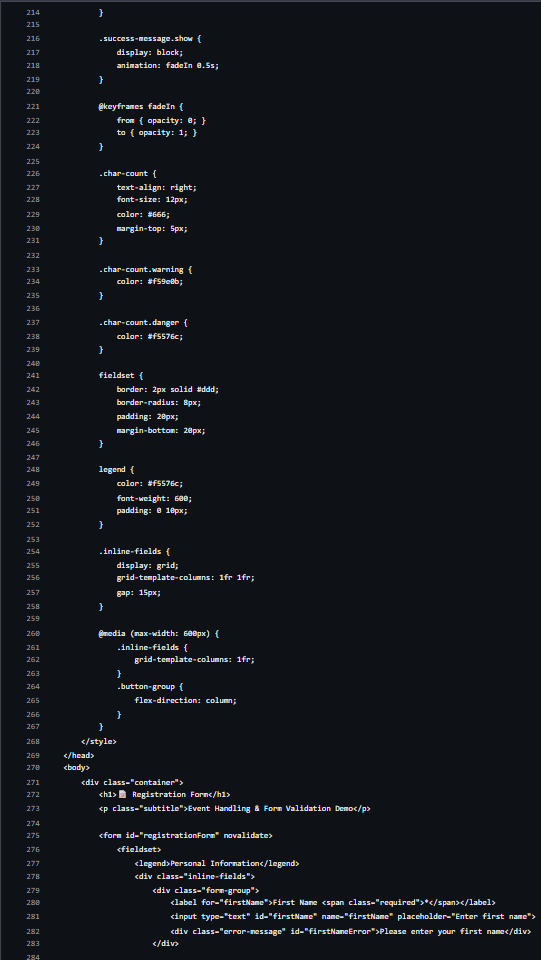 214 }
215
216 .success-message.show {
217 display: block;
218 animation: fadeIn 0.5s;
219 }
220
221 @keyframes fadeIn {
222 from { opacity: 0; }
223 to { opacity: 1; }
224 }
225
226 .char-count {
227 text-align: right;
228 font-size: 12px;
229 color: #666;
230 margin-top: 5px;
231 }
232
233 .char-count.warning {
234 color: #f59e0b;
235 }
236
237 .char-count.danger {
238 color: #f5576c;
239 }
240
241 fieldset {
242 border: 2px solid #ddd;
243 border-radius: 8px;
244 padding: 20px;
245 margin-bottom: 20px;
246 }
247
248 legend {
249 color: #f5576c;
250 font-weight: 600;
251 padding: 0 10px;
252 }
253
254 .inline-fields {
255 display: grid;
256 grid-template-columns: 1fr 1fr;
257 gap: 15px;
258 }
259
260 @media (max-width: 600px) {
261 .inline-fields {
262 grid-template-columns: 1fr;
263 }
264 .button-group {
265 flex-direction: column;
266 }
267 }
268 </style>
269 </head>
270 <body>
271 <div class="container">
272 <h1>📝 Registration Form</h1>
273 <p class="subtitle">Event Handling & Form Validation Demo</p>
274
275 <form id="registrationForm" novalidate>
276 <fieldset>
277 <legend>Personal Information</legend>
278 <div class="inline-fields">
279 <div class="form-group">
280 <label for="firstName">First Name <span class="required">*</span></label>
281 <input type="text" id="firstName" name="firstName" placeholder="Enter first name">
282 <div class="error-message" id="firstNameError">Please enter your first name</div>
283 </div>
284